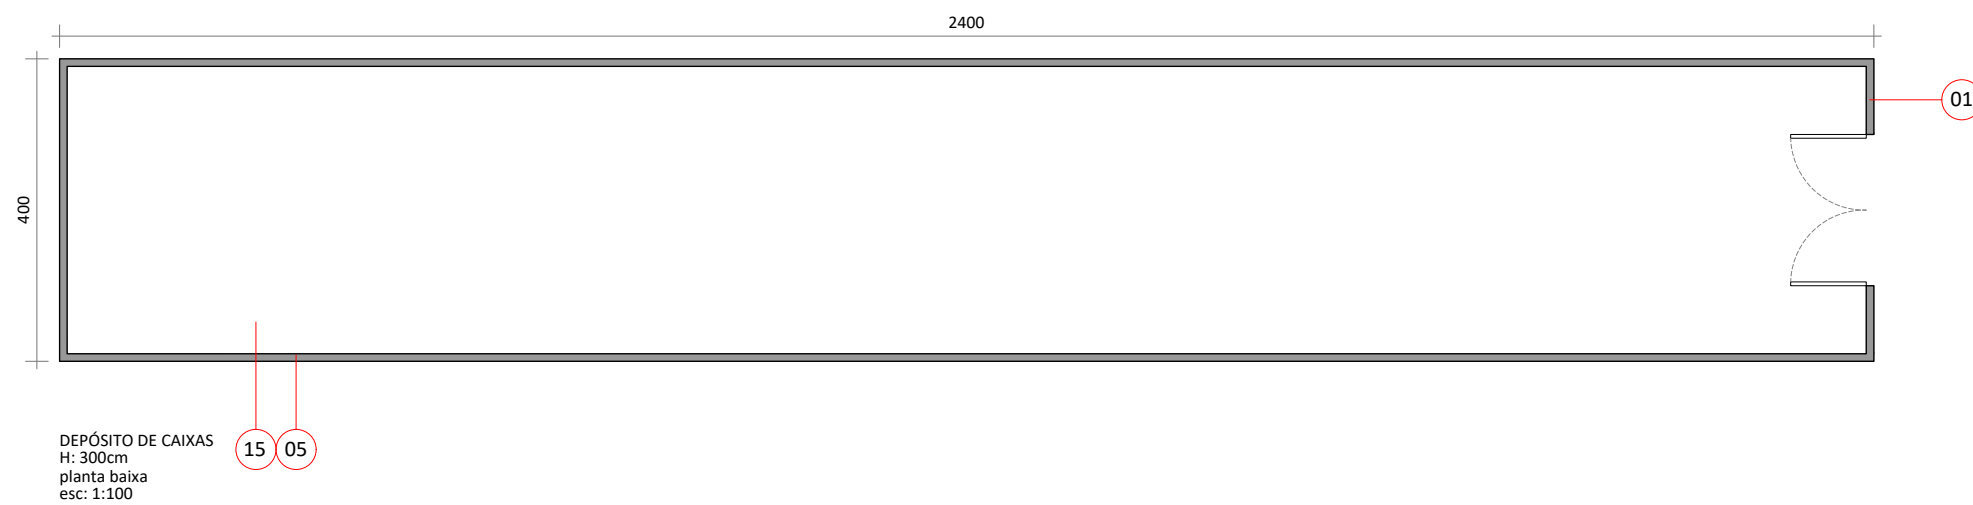 2400
01
400
DEPÓSITO DE CAIXAS
H: 300cm
planta baixa
esc: 1:100
15
05